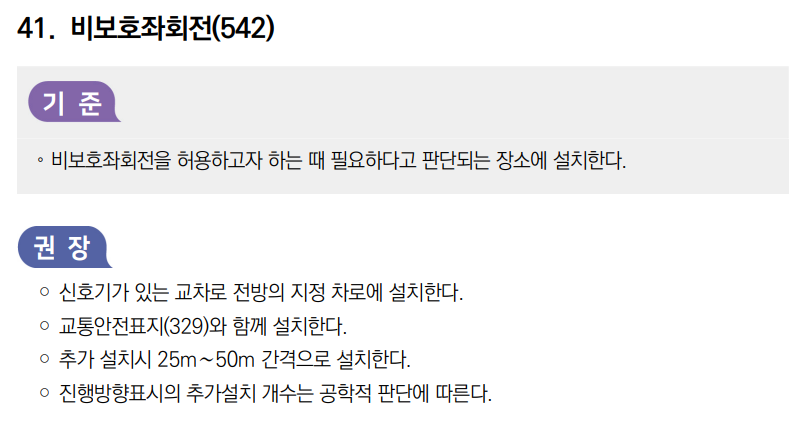 41. 비보호좌회전(542)
기 준
◦ 비보호좌회전을 허용하고자 하는 때 필요하다고 판단되는 장소에 설치한다.
권 장
○ 신호기가 있는 교차로 전방의 지정 차로에 설치한다.
○ 교통안전표지(329)와 함께 설치한다.
○ 추가 설치시 25m~50m 간격으로 설치한다.
○ 진행방향표시의 추가설치 개수는 공학적 판단에 따른다.